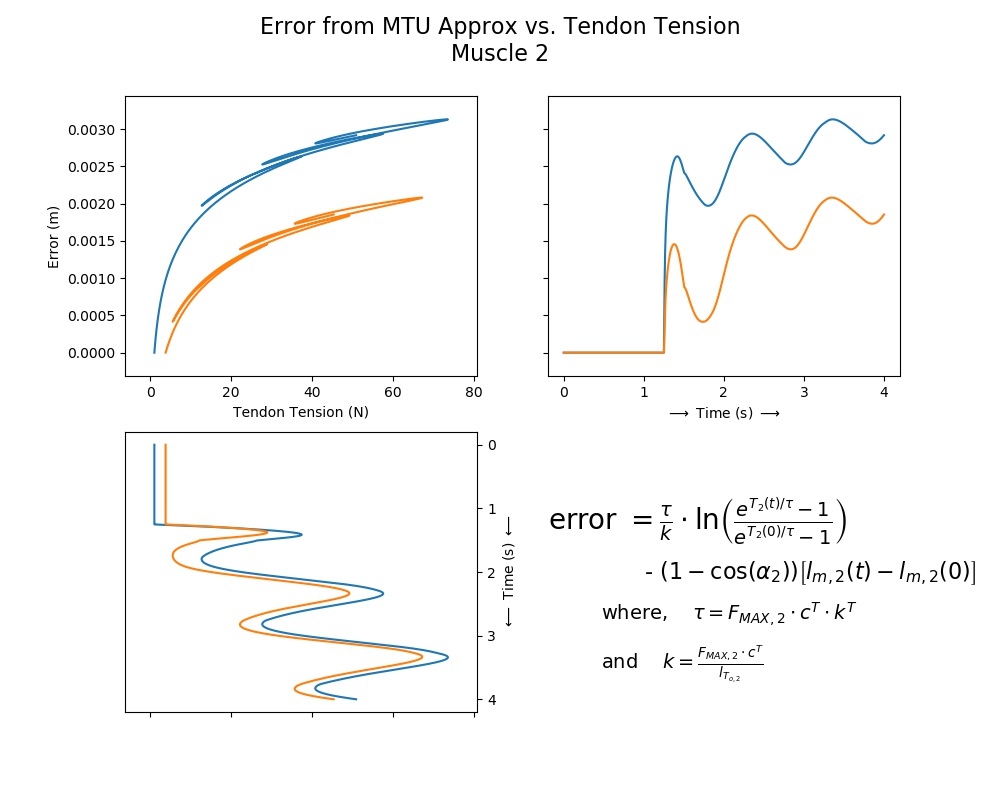 Error from MTU Approx vs. Tendon Tension
Muscle 2
0.0030
0.0025
0.0020
0.0015
0.0010
0.0005
0.0000
Error (m)
0 20 40 60 80
Tendon Tension (N)
0 1 2 3 4
⟶ Time (s) ⟶
0
1
2
3
4
⟵ Time (s) ⟵
error = τ/k · ln(e^{T₂(t)/τ} − 1 / e^{T₂(0)/τ} − 1)
- (1 − cos(α₂))[l_{m,2}(t) − l_{m,2}(0)]
where, τ = F_{MAX,2} · c^T · k^T
and k = F_{MAX,2} · c^T / l_{T_{o,2}}